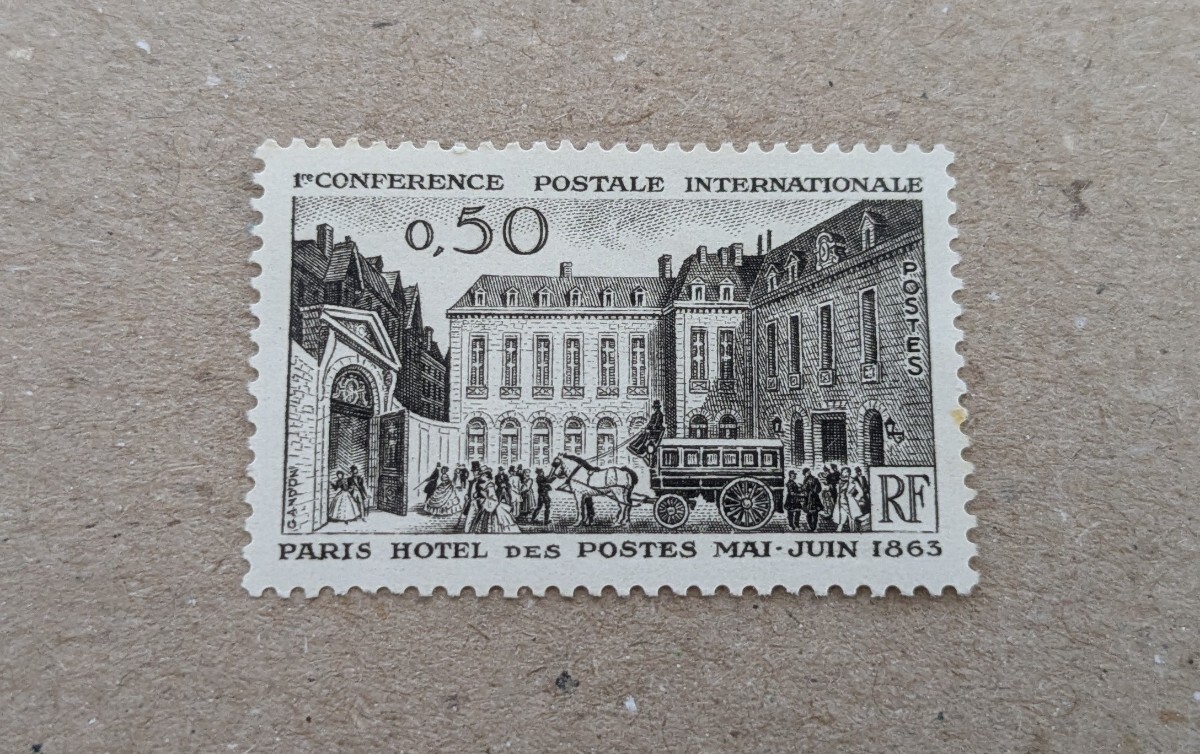 1re CONFERENCE POSTALE INTERNATIONALE
0,50
POSTES
GANDON
RF
PARIS HOTEL DES POSTES MAI-JUIN 1863